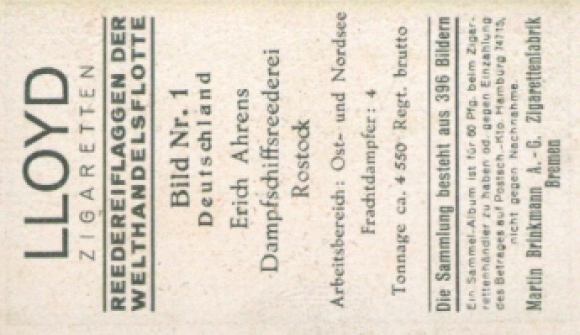 LLOYD
ZIGARETTEN
REEDEREIFLAGGEN DER
WELTHANDELSFLOTTE
Bild Nr. 1
Deutschland
Erich Ahrens
Dampfschiffsreederei
Rostock
Arbeitsbereich: Ost- und Nordsee
Frachtdampfer: 4
Tonnage ca. 4 550 Regt. brutto
Die Sammlung besteht aus 396 Bildern
Ein Sammel-Album ist für 60 Pfg. beim Zigar-
rettenhändler zu haben od. gegen Einzahlung
des Betrages auf Postsch.-Kto. Hamburg 74715,
nicht gegen Nachnahme.
Martin Brinkmann A.-G. Zigarettenfabrik
Bremen